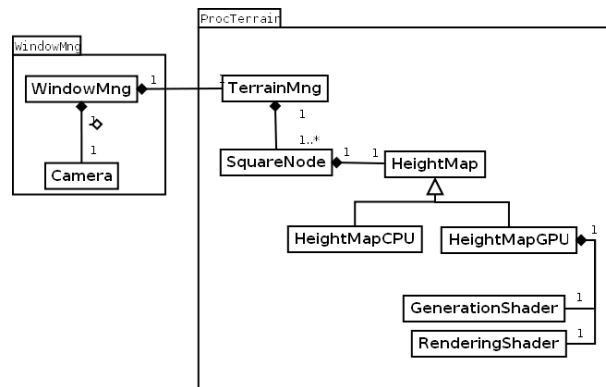 ProcTerrain
WindowMng
WindowMng
1
1
TerrainMng
1
1
1
1..*
Camera
SquareNode
1
1
HeightMap
HeightMapCPU
HeightMapGPU
1
GenerationShader
1
RenderingShader
1